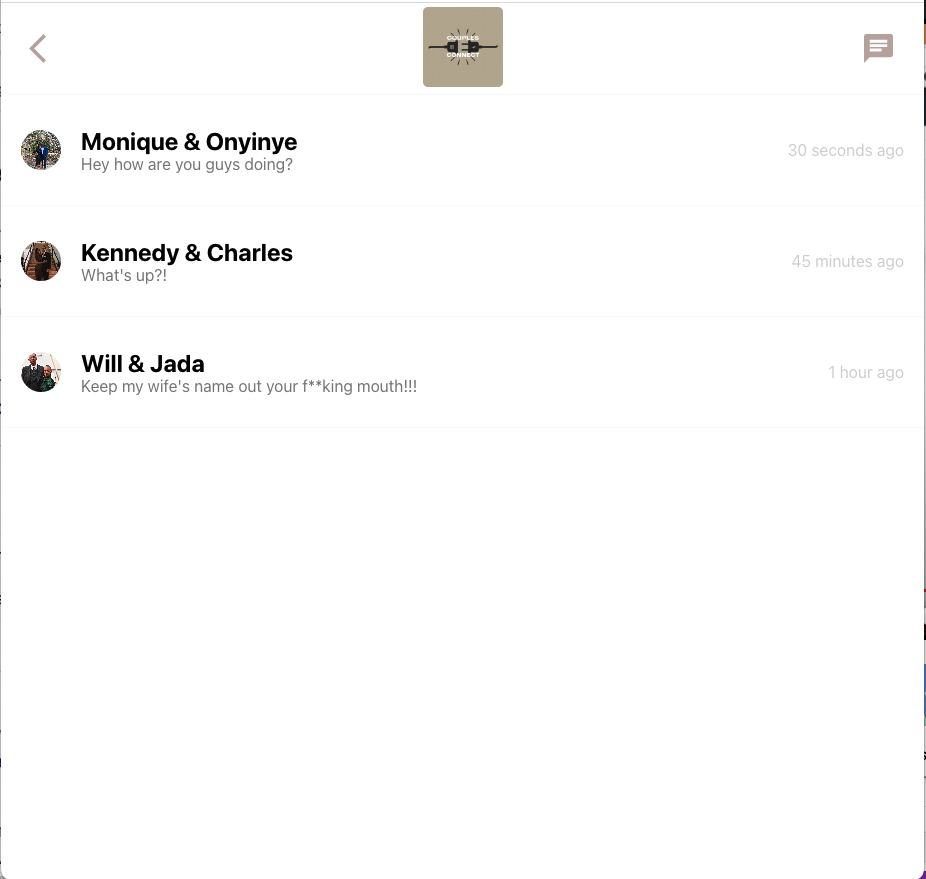 COUPLES
CONNECT
Monique & Onyinye
Hey how are you guys doing?
30 seconds ago
Kennedy & Charles
What's up?!
45 minutes ago
Will & Jada
Keep my wife's name out your f**king mouth!!!
1 hour ago